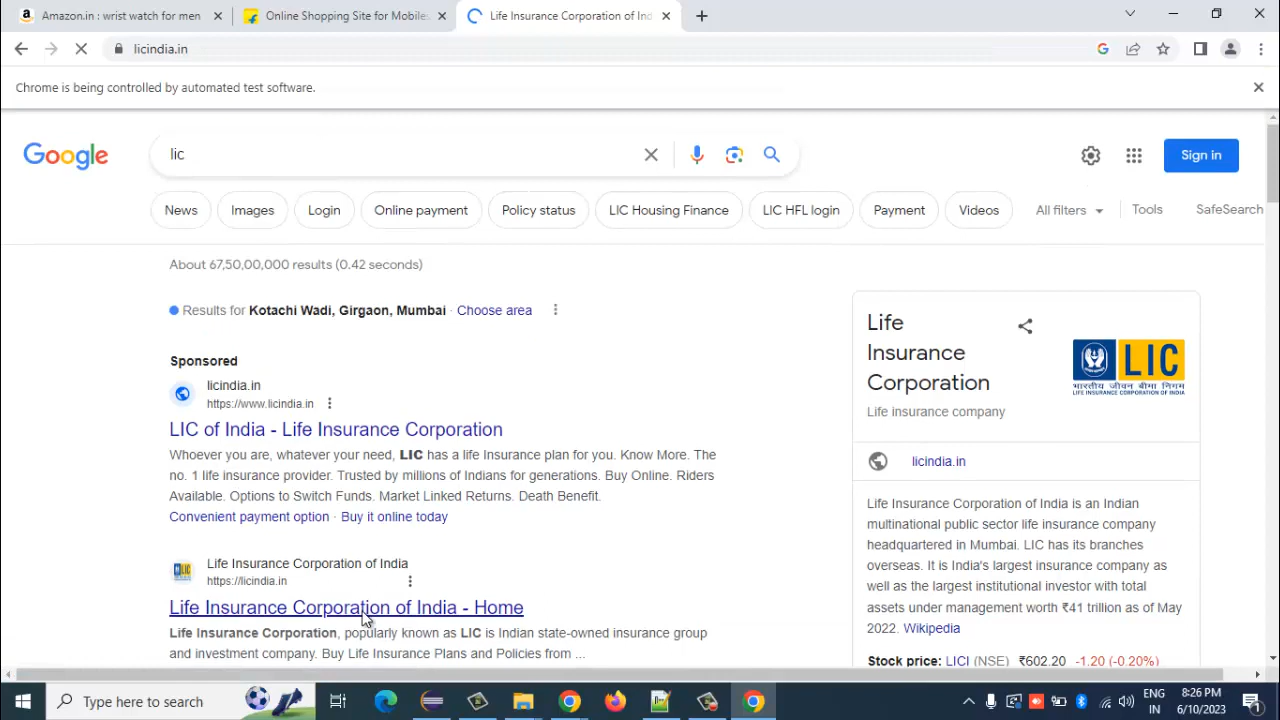 Amazon.in : wrist watch for men
Online Shopping Site for Mobiles
Life Insurance Corporation of Ind
licindia.in
Chrome is being controlled by automated test software.
Google
lic
Sign in
News
Images
Login
Online payment
Policy status
LIC Housing Finance
LIC HFL login
Payment
Videos
All filters
Tools
SafeSearch
About 67,50,00,000 results (0.42 seconds)
Results for Kotachi Wadi, Girgaon, Mumbai · Choose area
Sponsored
licindia.in
https://www.licindia.in
LIC of India - Life Insurance Corporation
Whoever you are, whatever your need, LIC has a life Insurance plan for you. Know More. The
no. 1 life insurance provider. Trusted by millions of Indians for generations. Buy Online. Riders
Available. Options to Switch Funds. Market Linked Returns. Death Benefit.
Convenient payment option · Buy it online today
Life Insurance Corporation of India
https://licindia.in
Life Insurance Corporation of India - Home
Life Insurance Corporation, popularly known as LIC is Indian state-owned insurance group
and investment company. Buy Life Insurance Plans and Policies from ...
Life
Insurance
Corporation
Life insurance company
LIC
भारतीय जीवन बीमा निगम
LIFE INSURANCE CORPORATION OF INDIA
licindia.in
Life Insurance Corporation of India is an Indian
multinational public sector life insurance company
headquartered in Mumbai. LIC has its branches
overseas. It is India's largest insurance company as
well as the largest institutional investor with total
assets under management worth ₹41 trillion as of May
2022. Wikipedia
Stock price: LICI (NSE) ₹602.20 -1.20 (-0.20%)
Type here to search
ENG
IN
8:26 PM
6/10/2023
1